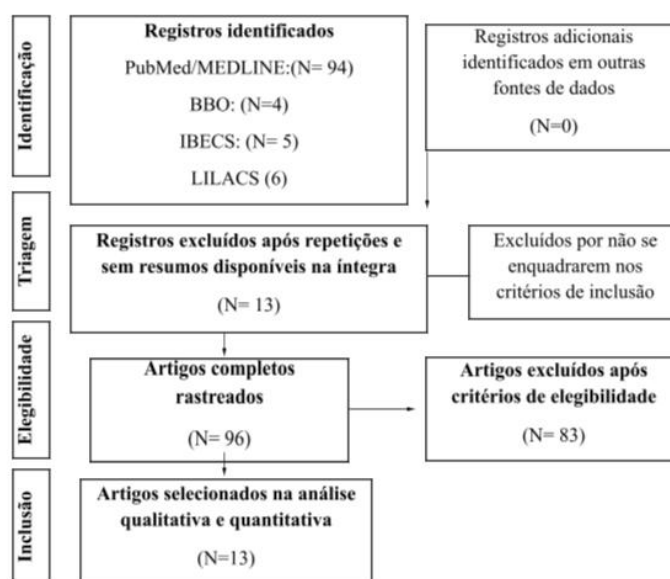 Identificação
Registros identificados
PubMed/MEDLINE:(N= 94)
BBO: (N=4)
IBECS: (N= 5)
LILACS (6)
Registros adicionais
identificados em outras
fontes de dados
(N=0)
Triagem
Registros excluídos após repetições e
sem resumos disponíveis na íntegra
(N= 13)
Excluídos por não se
enquadrarem nos
critérios de inclusão
Elegibilidade
Artigos completos
rastreados
(N= 96)
Artigos excluídos após
critérios de elegibilidade
(N= 83)
Inclusão
Artigos selecionados na análise
qualitativa e quantitativa
(N=13)